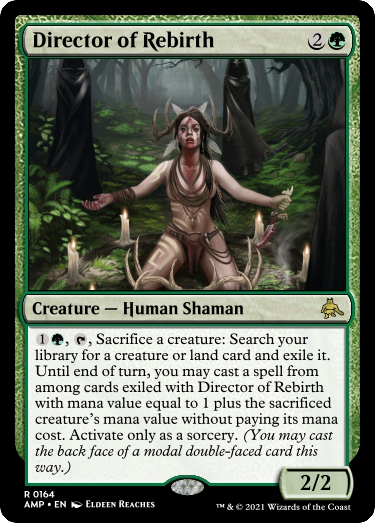 Director of Rebirth 2
Creature — Human Shaman
1, , Sacrifice a creature: Search your
library for a creature or land card and exile it.
Until end of turn, you may cast a spell from
among cards exiled with Director of Rebirth
with mana value equal to 1 plus the sacrificed
creature's mana value without paying its mana
cost. Activate only as a sorcery. (You may cast
the back face of a modal double-faced card this
way.)
2/2
R 0164
AMP • EN Eldeen Reaches
™ & © 2021 Wizards of the Coast